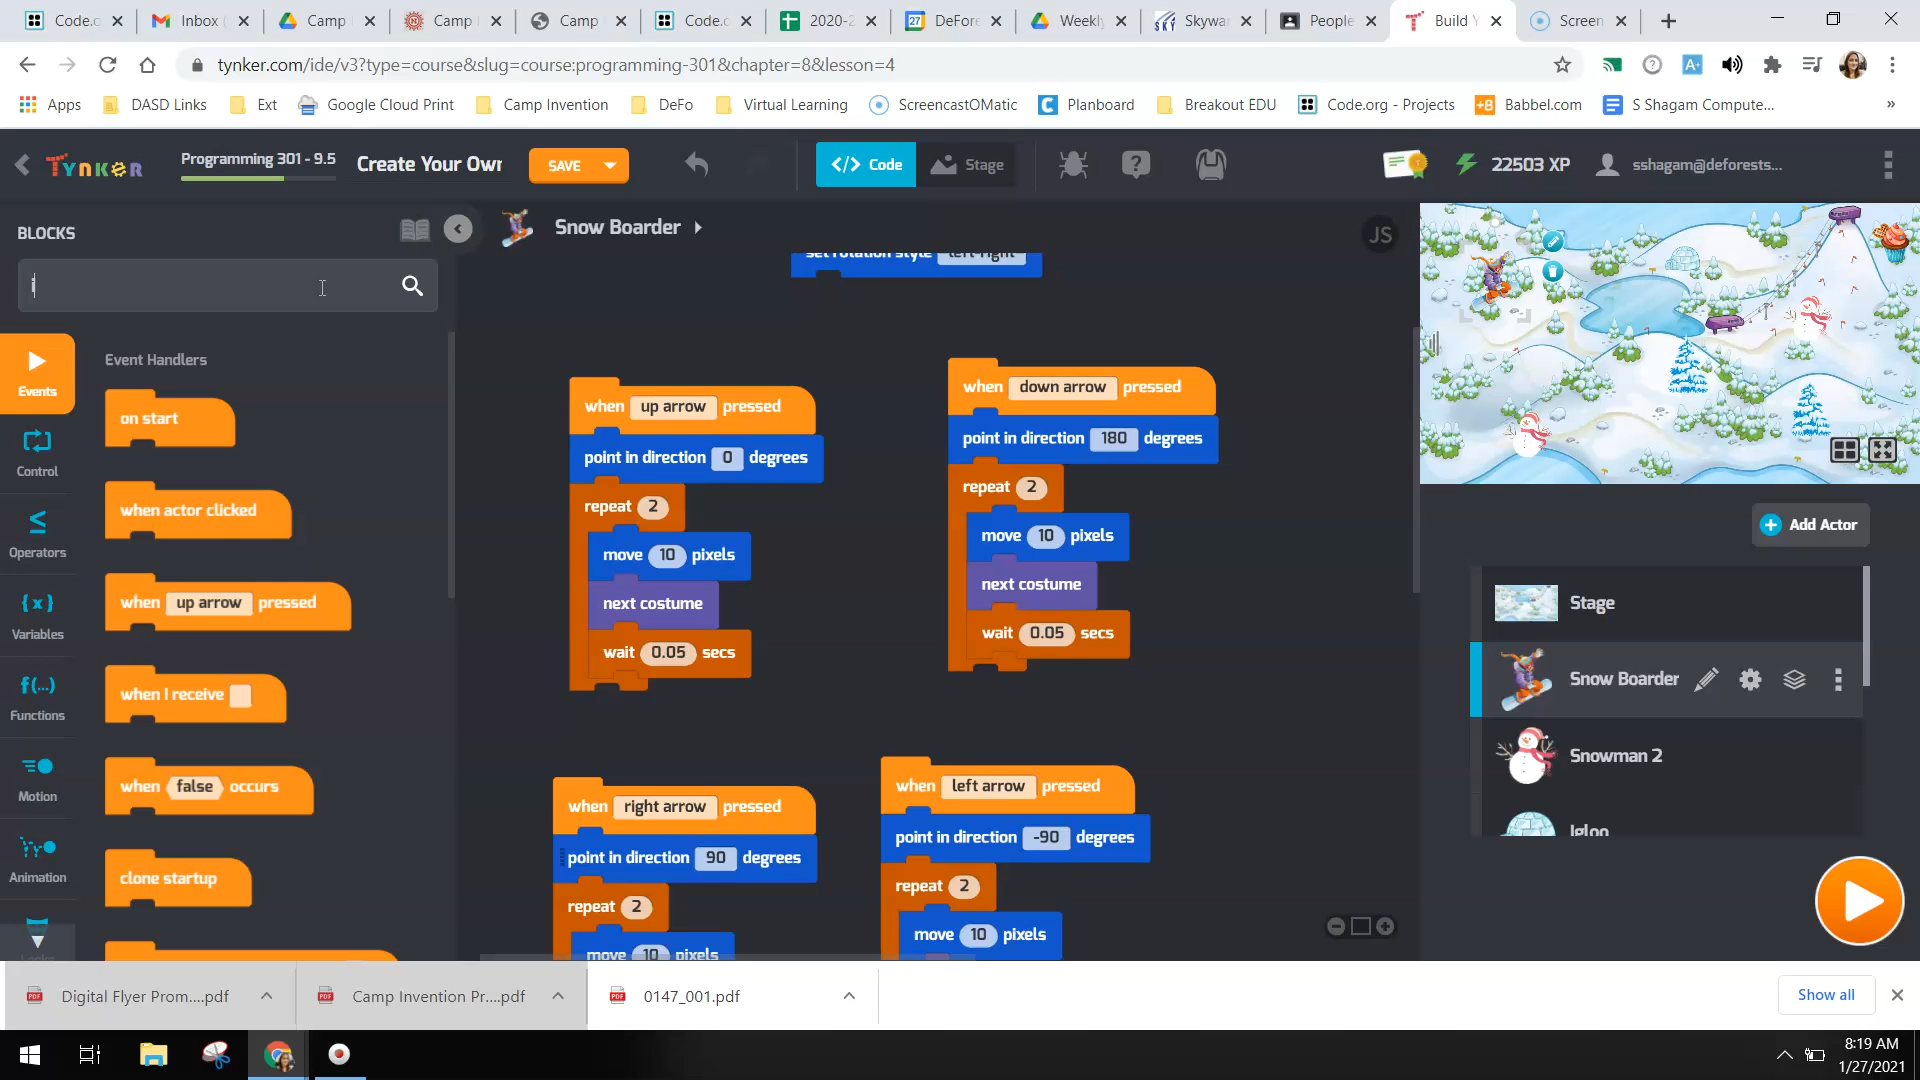 Code.c
Inbox (
Camp
Camp
Camp
Code.o
2020-2
DeFore
Weekly
Skywar
People
Build Y
Screen
tynker.com/ide/v3?type=course&slug=course:programming-301&chapter=8&lesson=4
Apps
DASD Links
Ext
Google Cloud Print
Camp Invention
DeFo
Virtual Learning
ScreencastOMatic
Planboard
Breakout EDU
Code.org - Projects
Babbel.com
S Shagam Compute...
»
TYNKER
Programming 301 - 9.5
Create Your Own
SAVE
</> Code
Stage
22503 XP
sshagam@deforests...
BLOCKS
Snow Boarder
JS
i
set rotation style left-right
Events
Control
Operators
Variables
Functions
Motion
Animation
Event Handlers
on start
when actor clicked
when up arrow pressed
when I receive
when false occurs
clone startup
when up arrow pressed
point in direction 0 degrees
repeat 2
move 10 pixels
next costume
wait 0.05 secs
when down arrow pressed
point in direction 180 degrees
repeat 2
move 10 pixels
next costume
wait 0.05 secs
when right arrow pressed
point in direction 90 degrees
repeat 2
move 10 pixels
when left arrow pressed
point in direction -90 degrees
repeat 2
move 10 pixels
Add Actor
Stage
Snow Boarder
Snowman 2
Igloo
Digital Flyer Prom....pdf
Camp Invention Pr....pdf
0147_001.pdf
Show all
8:19 AM
1/27/2021